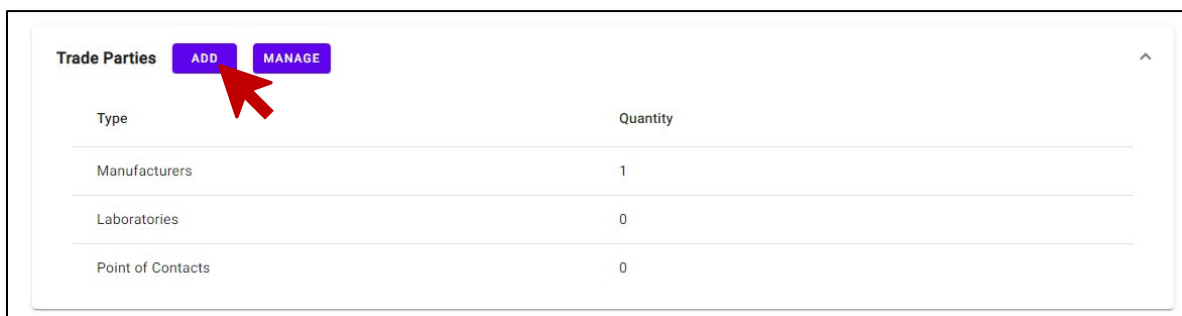 Trade Parties ADD MANAGE
Type Quantity
Manufacturers 1
Laboratories 0
Point of Contacts 0